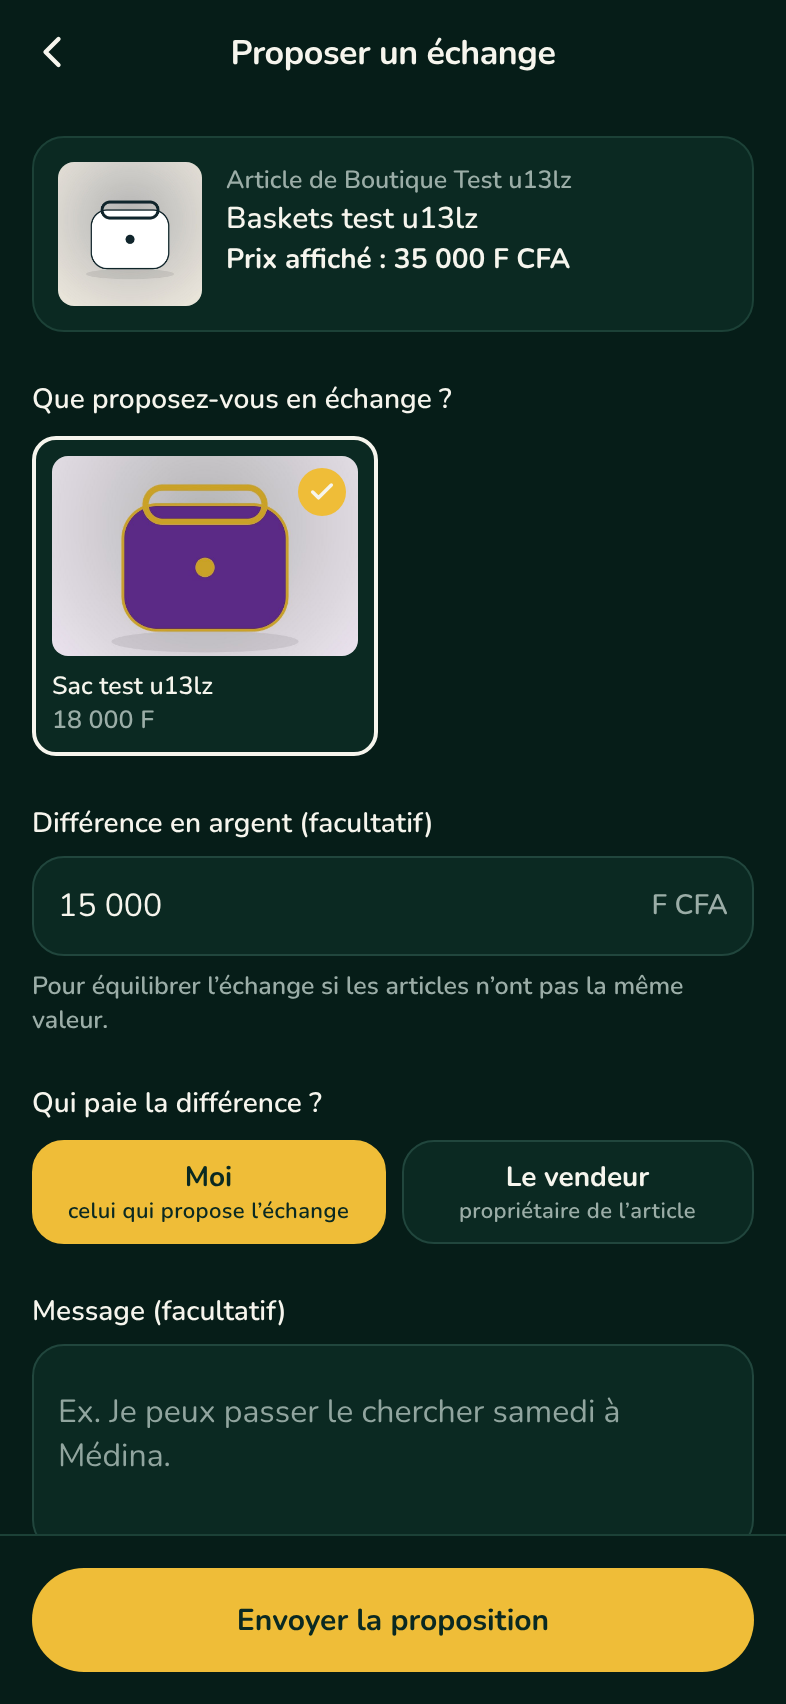 Proposer un échange
Article de Boutique Test u13lz
Baskets test u13lz
Prix affiché : 35 000 F CFA
Que proposez-vous en échange ?
Sac test u13lz
18 000 F
Différence en argent (facultatif)
15 000 F CFA
Pour équilibrer l’échange si les articles n’ont pas la même
valeur.
Qui paie la différence ?
Moi
celui qui propose l’échange
Le vendeur
propriétaire de l’article
Message (facultatif)
Ex. Je peux passer le chercher samedi à
Médina.
Envoyer la proposition